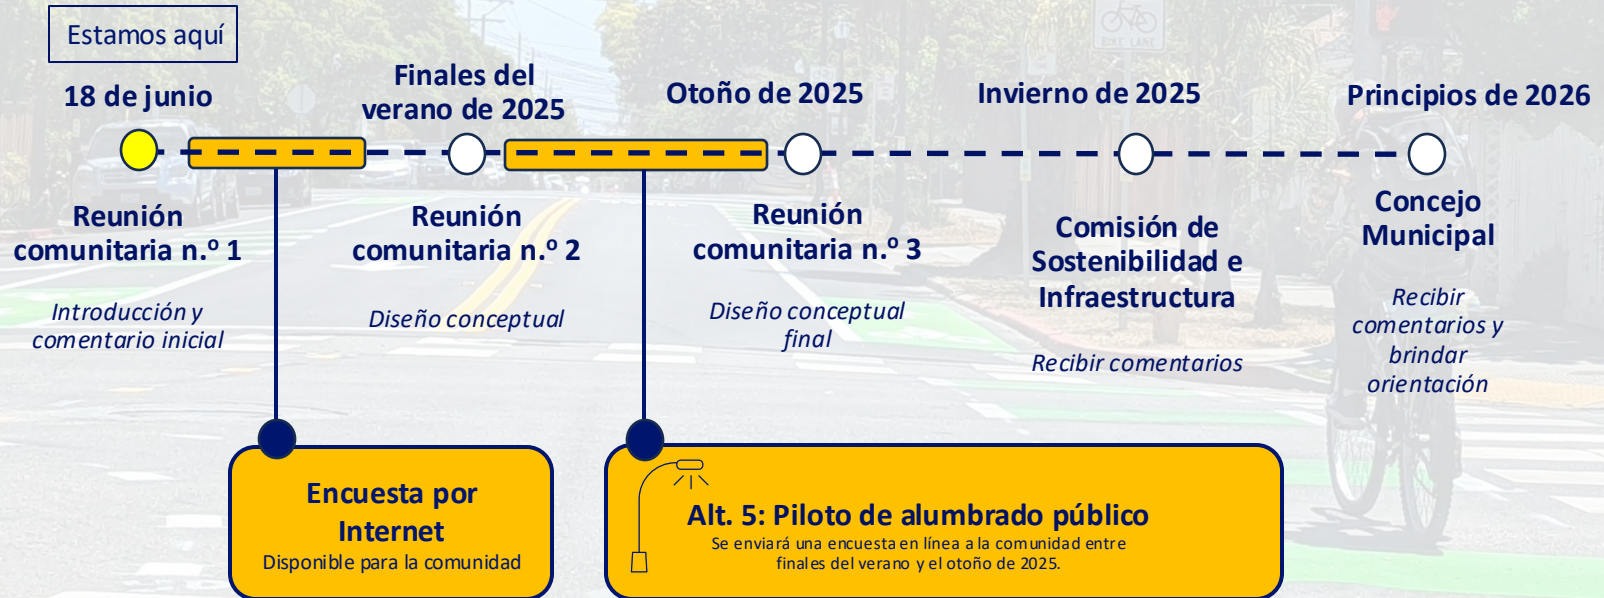 Estamos aquí
18 de junio
Reunión
comunitaria n.º 1
Introducción y
comentario inicial
Finales del
verano de 2025
Reunión
comunitaria n.º 2
Diseño conceptual
Otoño de 2025
Reunión
comunitaria n.º 3
Diseño conceptual
final
Invierno de 2025
Comisión de
Sostenibilidad e
Infraestructura
Recibir comentarios
Principios de 2026
Concejo
Municipal
Recibir
comentarios y
brindar
orientación
Encuesta por
Internet
Disponible para la comunidad
Alt. 5: Piloto de alumbrado público
Se enviará una encuesta en línea a la comunidad entre
finales del verano y el otoño de 2025.
BIKE LANE